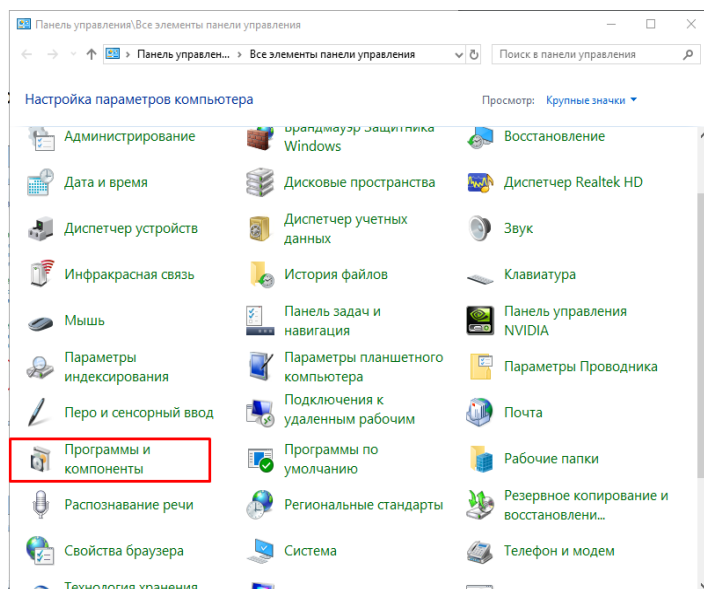 Панель управления\Все элементы панели управления
Панель управлен... › Все элементы панели управления
Поиск в панели управления
Настройка параметров компьютера
Просмотр: Крупные значки
Администрирование
Брандмауэр Защитника
Windows
Восстановление
Дата и время
Дисковые пространства
Диспетчер Realtek HD
Диспетчер устройств
Диспетчер учетных
данных
Звук
Инфракрасная связь
История файлов
Клавиатура
Мышь
Панель задач и
навигация
Панель управления
NVIDIA
Параметры
индексирования
Параметры планшетного
компьютера
Параметры Проводника
Перо и сенсорный ввод
Подключения к
удаленным рабочим
Почта
Программы и
компоненты
Программы по
умолчанию
Рабочие папки
Распознавание речи
Региональные стандарты
Резервное копирование и
восстановлени...
Свойства браузера
Система
Телефон и модем
Технология хранения